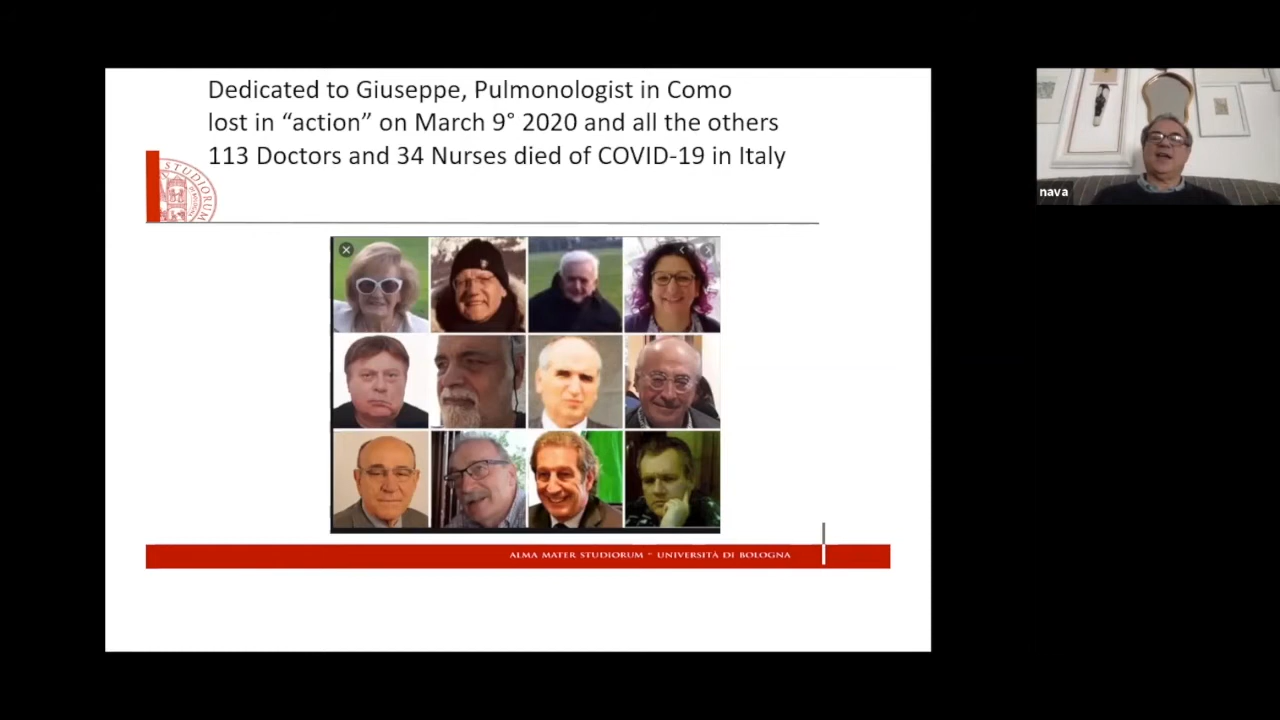 Dedicated to Giuseppe, Pulmonologist in Como
lost in “action” on March 9° 2020 and all the others
113 Doctors and 34 Nurses died of COVID-19 in Italy
STUDIORUM
nava
ALMA MATER STUDIORUM ~ UNIVERSITÀ DI BOLOGNA